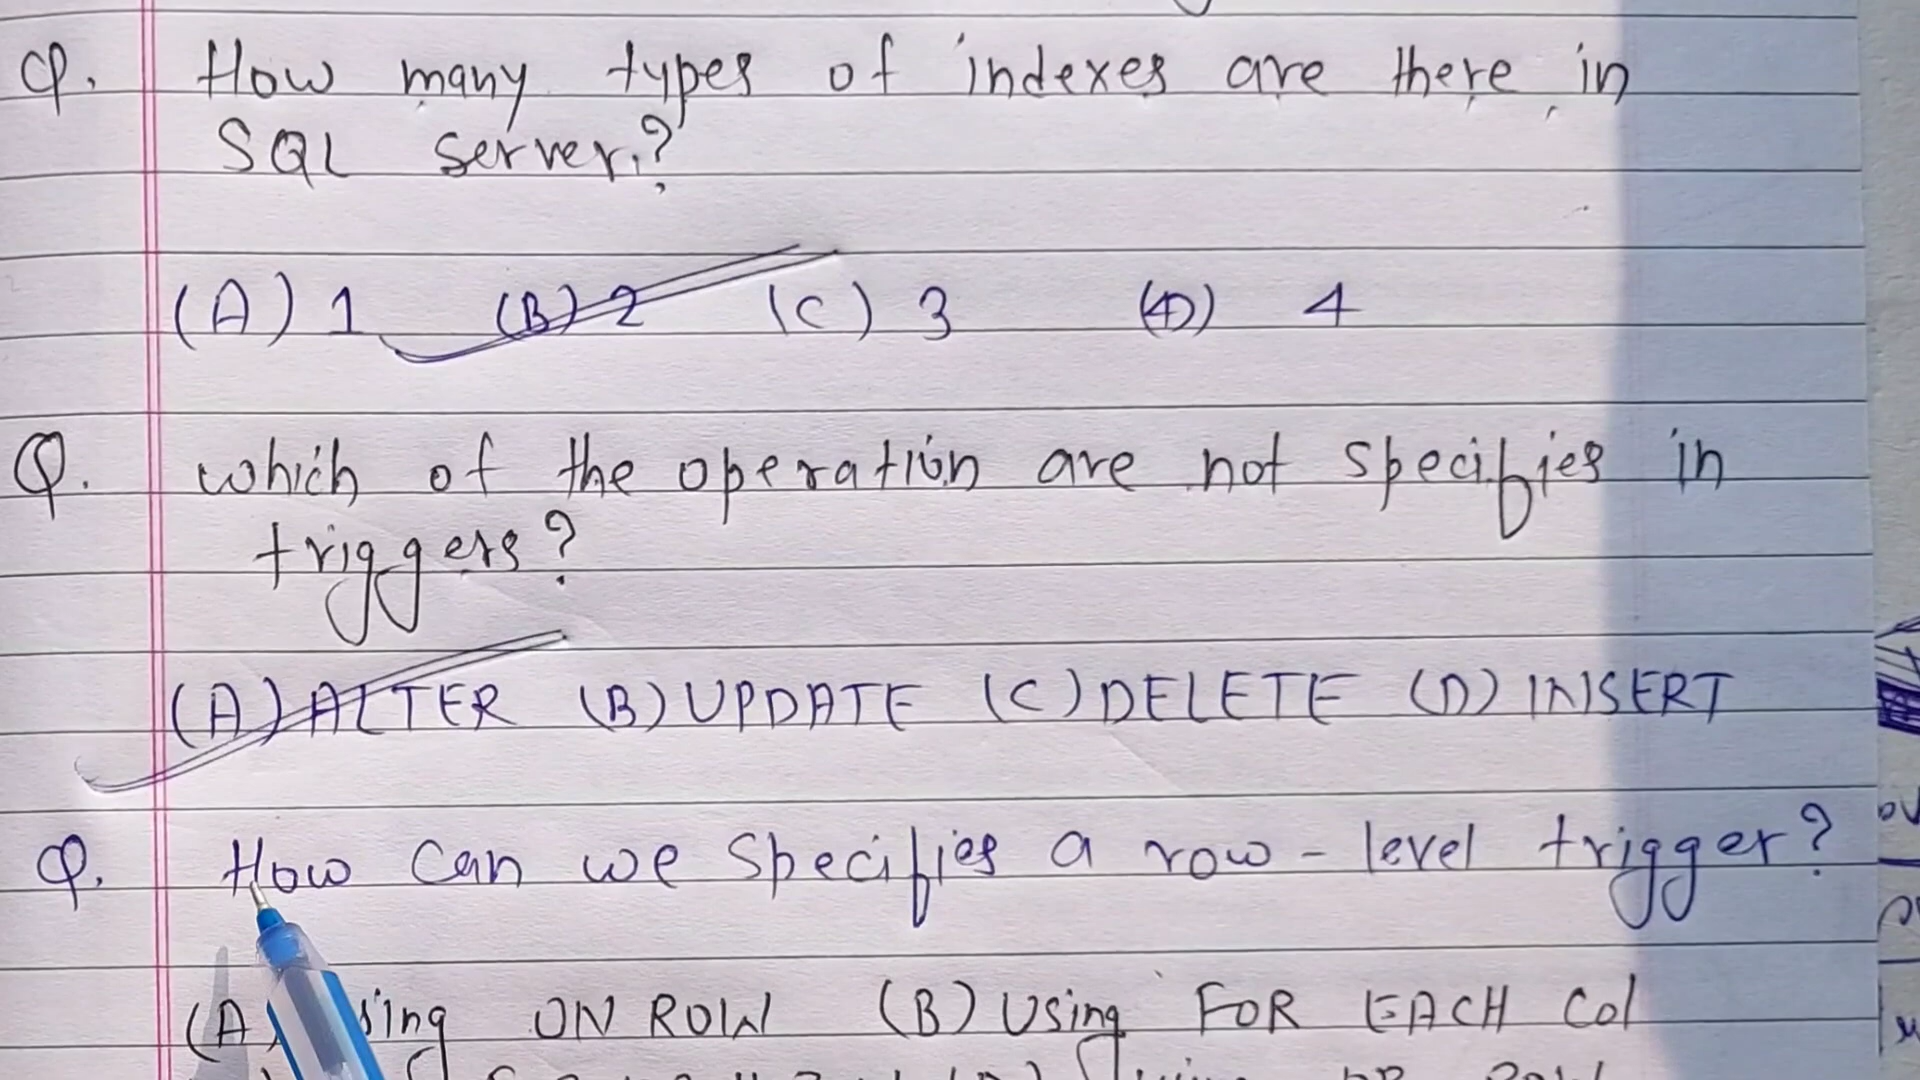 Q. How many types of indexes are there in
SQL server?
(A) 1 (B) 2 (C) 3 (D) 4
Q. which of the operation are not specifies in
triggers?
(A) ALTER (B) UPDATE (C) DELETE (D) INSERT
Q. How can we specifies a row-level trigger?
(A) ON ROW (B) Using FOR EACH Col